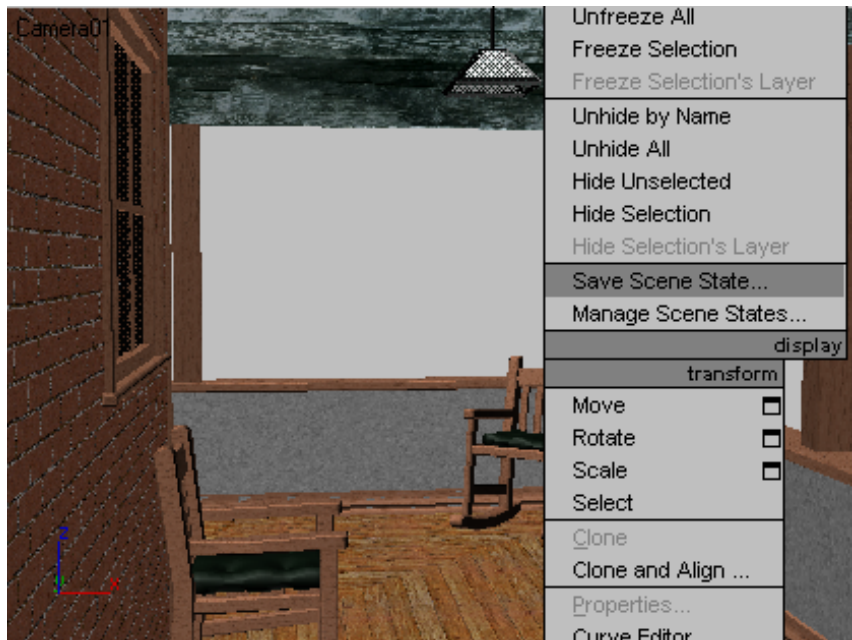 Camera01
Unfreeze All
Freeze Selection
Freeze Selection's Layer
Unhide by Name
Unhide All
Hide Unselected
Hide Selection
Hide Selection's Layer
Save Scene State...
Manage Scene States...
display
transform
Move
Rotate
Scale
Select
Clone
Clone and Align ...
Properties...
Curve Editor
z
x